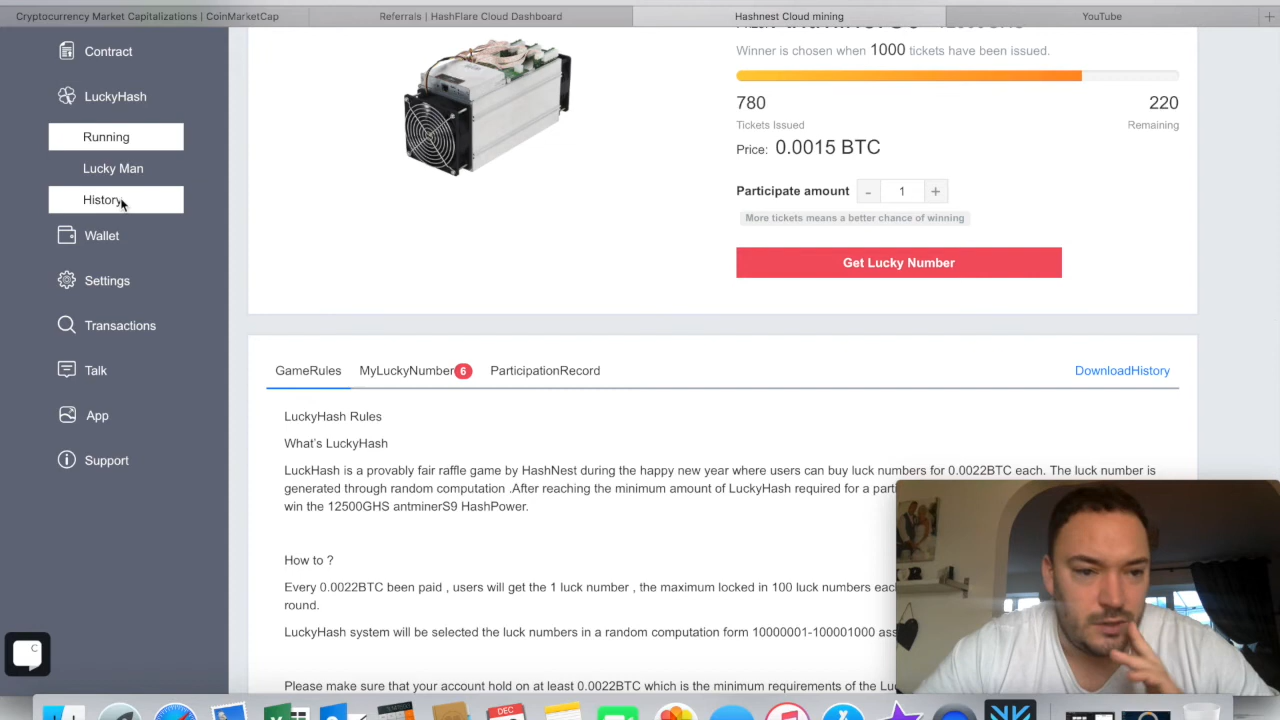 Cryptocurrency Market Capitalizations | CoinMarketCap
Referrals | HashFlare Cloud Dashboard
Hashnest Cloud mining
YouTube
Contract
LuckyHash
Running
Lucky Man
History
Wallet
Settings
Transactions
Talk
App
Support
Winner is chosen when 1000 tickets have been issued.
780
220
Tickets Issued
Remaining
Price: 0.0015 BTC
Participate amount - 1 +
More tickets means a better chance of winning
Get Lucky Number
GameRules MyLuckyNumber 6 ParticipationRecord DownloadHistory
LuckyHash Rules
What's LuckyHash
LuckHash is a provably fair raffle game by HashNest during the happy new year where users can buy luck numbers for 0.0022BTC each. The luck number is
generated through random computation .After reaching the minimum amount of LuckyHash required for a
win the 12500GHS antminerS9 HashPower.
How to ?
Every 0.0022BTC been paid , users will get the 1 luck number , the maximum locked in 100 luck numbers
round.
LuckyHash system will be selected the luck numbers in a random computation form 10000001-100001000
Please make sure that your account hold on at least 0.0022BTC which is the minimum requirements of the
DEC